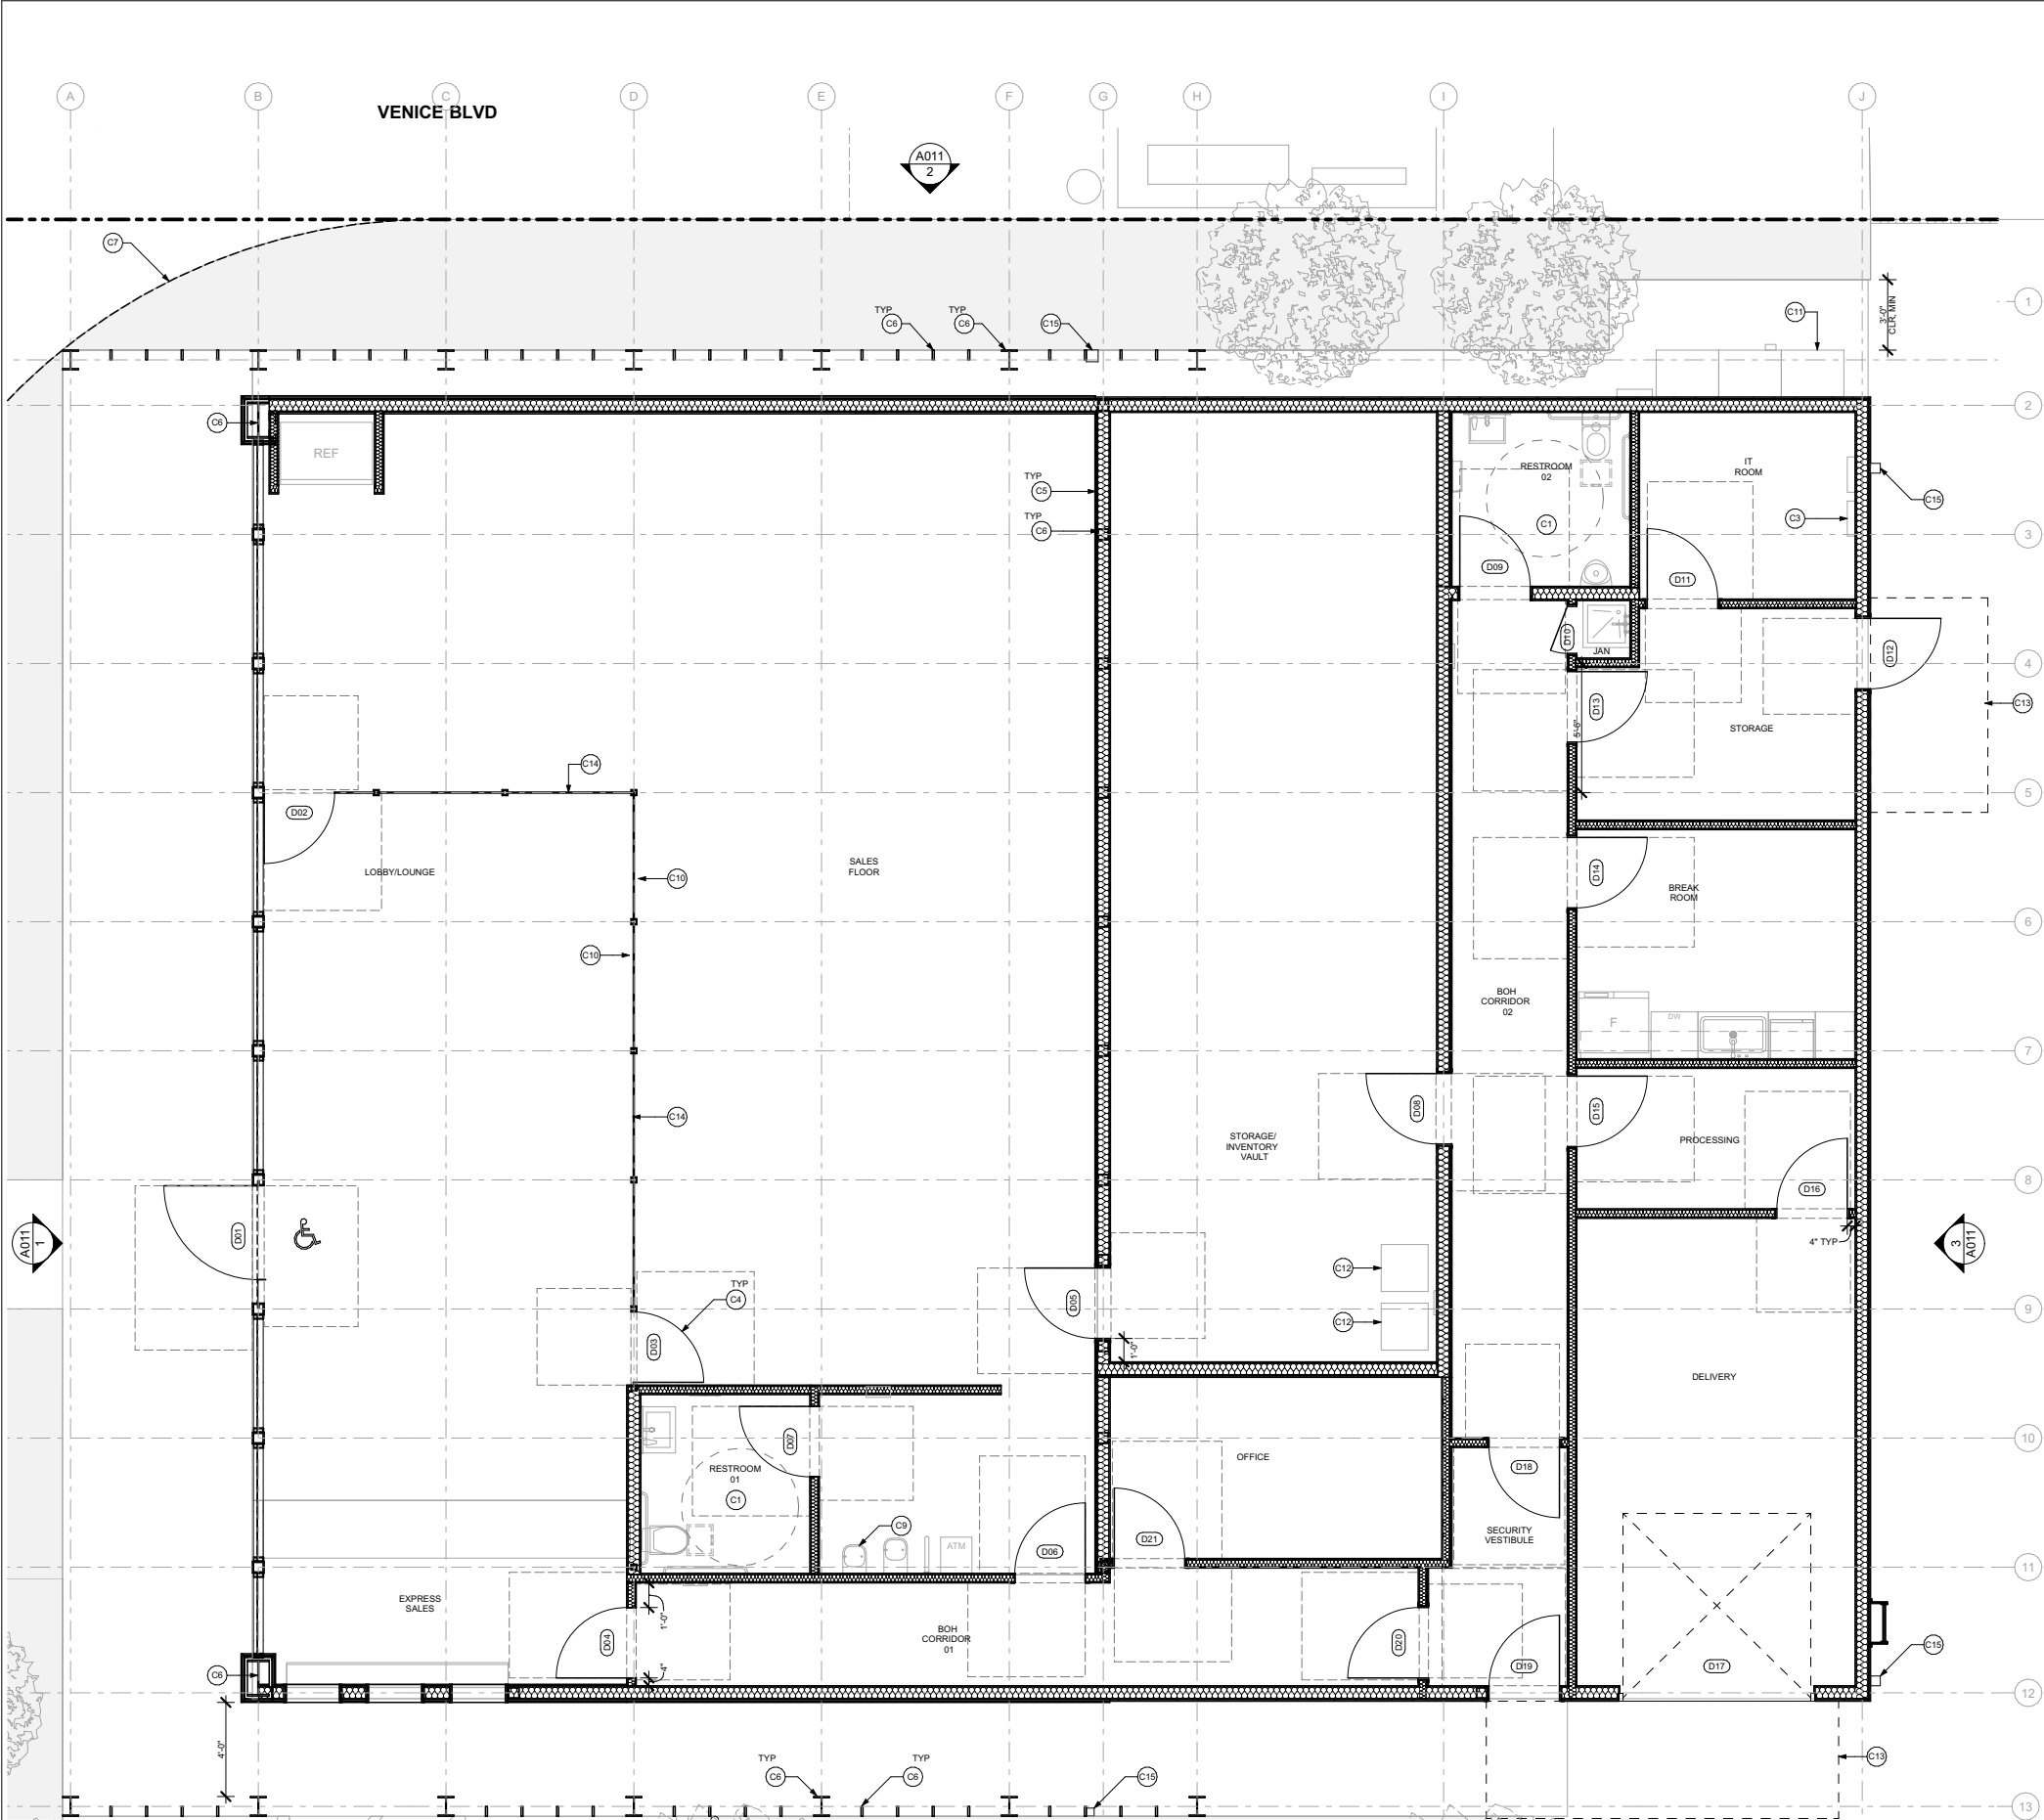 A
B
C
D
E
F
G
H
I
J
VENICE BLVD
A011
2
C7
TYP
C6
TYP
C6
C15
C11
3'-0"
CLR, MIN
1
2
C6
REF
TYP
C5
TYP
C6
RESTROOM
02
C1
IT
ROOM
C3
C15
3
D09
D11
D10
JAN
D12
4
D13
5'-6"
STORAGE
C13
C14
D02
5
LOBBY/LOUNGE
SALES
FLOOR
C10
D14
BREAK
ROOM
6
C10
BOH
CORRIDOR
02
F
DW
7
C14
D08
D15
STORAGE/
INVENTORY
VAULT
PROCESSING
8
D16
D01
A011
1
4" TYP
3
A011
C12
TYP
C4
D05
9
C12
D03
1'-0"
DELIVERY
D07
10
OFFICE
D18
RESTROOM
01
C1
C9
ATM
D06
D21
SECURITY
VESTIBULE
11
EXPRESS
SALES
1'-0"
D04
BOH
CORRIDOR
01
D20
C15
4"
C6
D19
D17
12
4'-0"
TYP
C6
TYP
C6
C15
C13
13